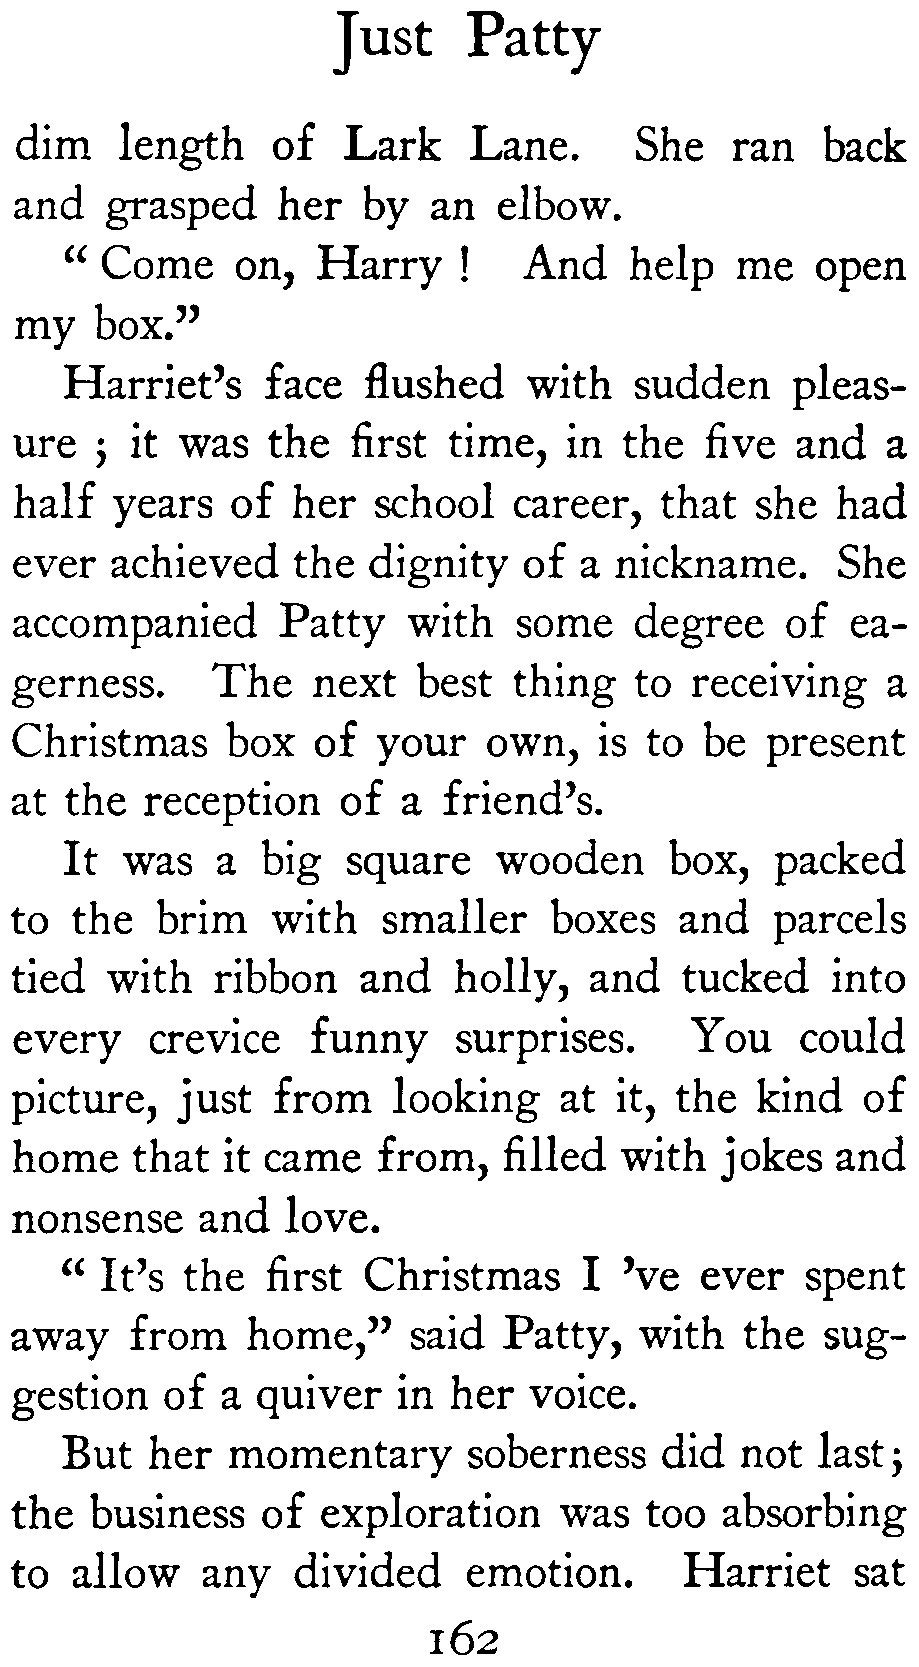 Just Patty
dim length of Lark Lane. She ran back
and grasped her by an elbow.
“ Come on, Harry ! And help me open
my box.”
Harriet’s face flushed with sudden pleas-
ure ; it was the first time, in the five and a
half years of her school career, that she had
ever achieved the dignity of a nickname. She
accompanied Patty with some degree of ea-
gerness. The next best thing to receiving a
Christmas box of your own, is to be present
at the reception of a friend’s.
It was a big square wooden box, packed
to the brim with smaller boxes and parcels
tied with ribbon and holly, and tucked into
every crevice funny surprises. You could
picture, just from looking at it, the kind of
home that it came from, filled with jokes and
nonsense and love.
“ It’s the first Christmas I ’ve ever spent
away from home,” said Patty, with the sug-
gestion of a quiver in her voice.
But her momentary soberness did not last;
the business of exploration was too absorbing
to allow any divided emotion. Harriet sat
162